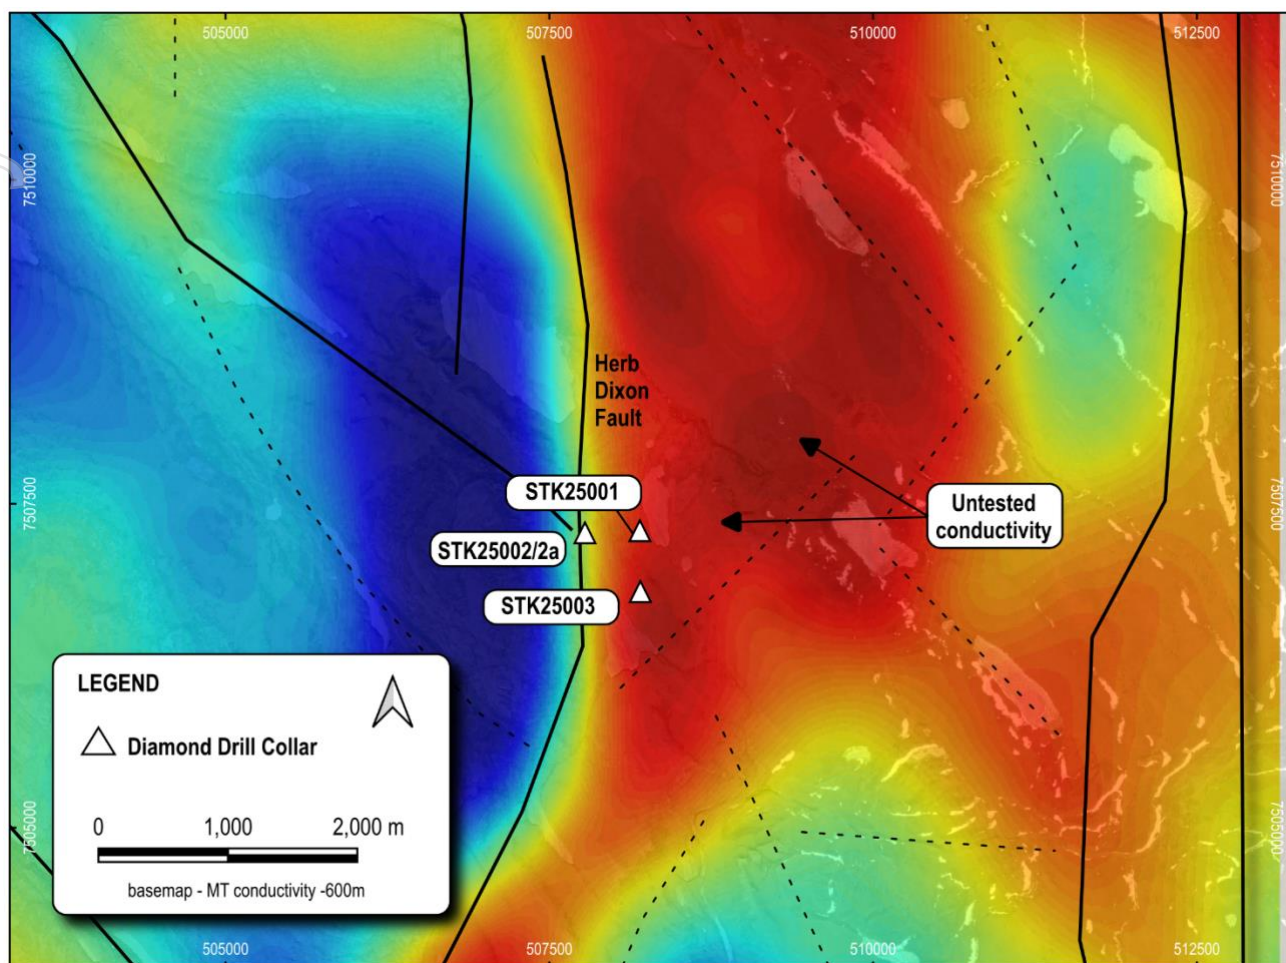 505000
507500
510000
512500
7510000
7510000
Herb
Dixon
Fault
STK25001
7507500
7507500
Untested
conductivity
STK25002/2a
STK25003
LEGEND
Diamond Drill Collar
0 1,000 2,000 m
basemap - MT conductivity -600m
7505000
7505000
505000
507500
510000
512500